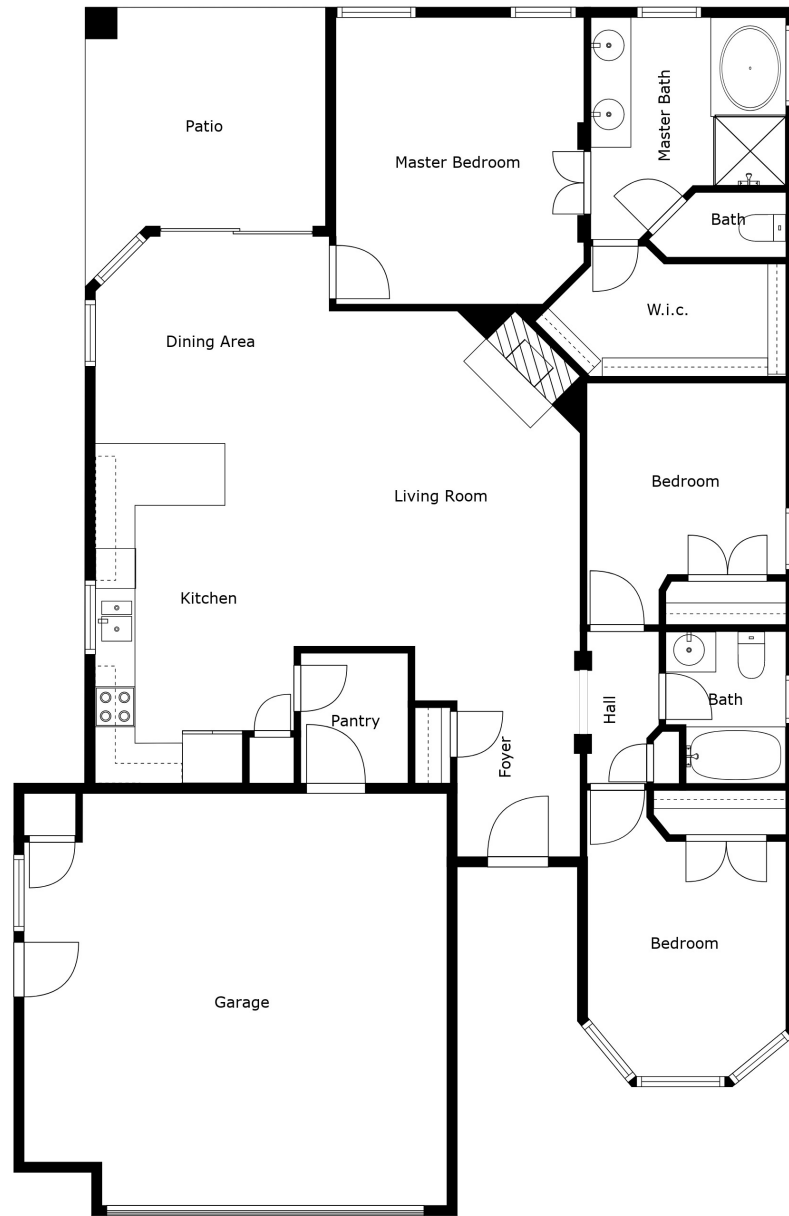 Patio
Master Bedroom
Master Bath
Bath
W.i.c.
Dining Area
Living Room
Bedroom
Kitchen
Pantry
Foyer
Hall
Bath
Bedroom
Garage